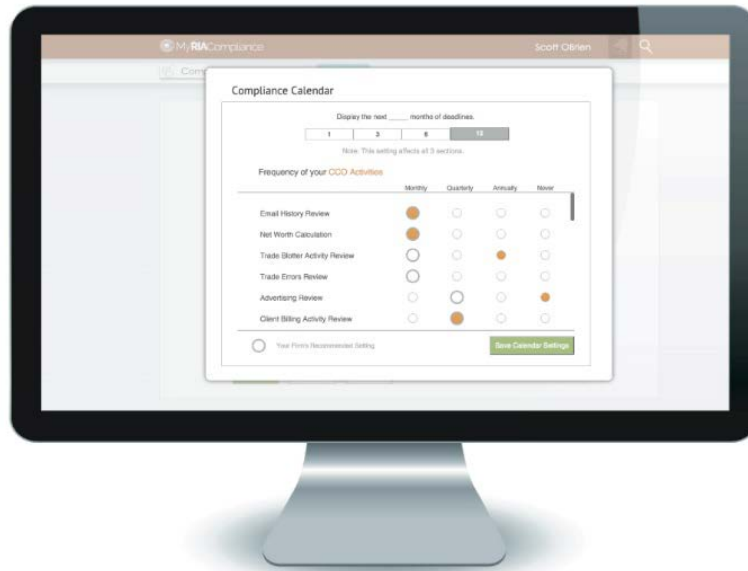 MyRIACompliance
Scott OBrien
Com
Compliance Calendar
Display the next _____ months of deadlines.
1 3 6 12
Note: This setting affects all 3 sections.
Frequency of your CCO Activities
Monthly Quarterly Annually Never
Email History Review
Net Worth Calculation
Trade Blotter Activity Review
Trade Errors Review
Advertising Review
Client Billing Activity Review
Your Firm's Recommended Setting
Save Calendar Settings